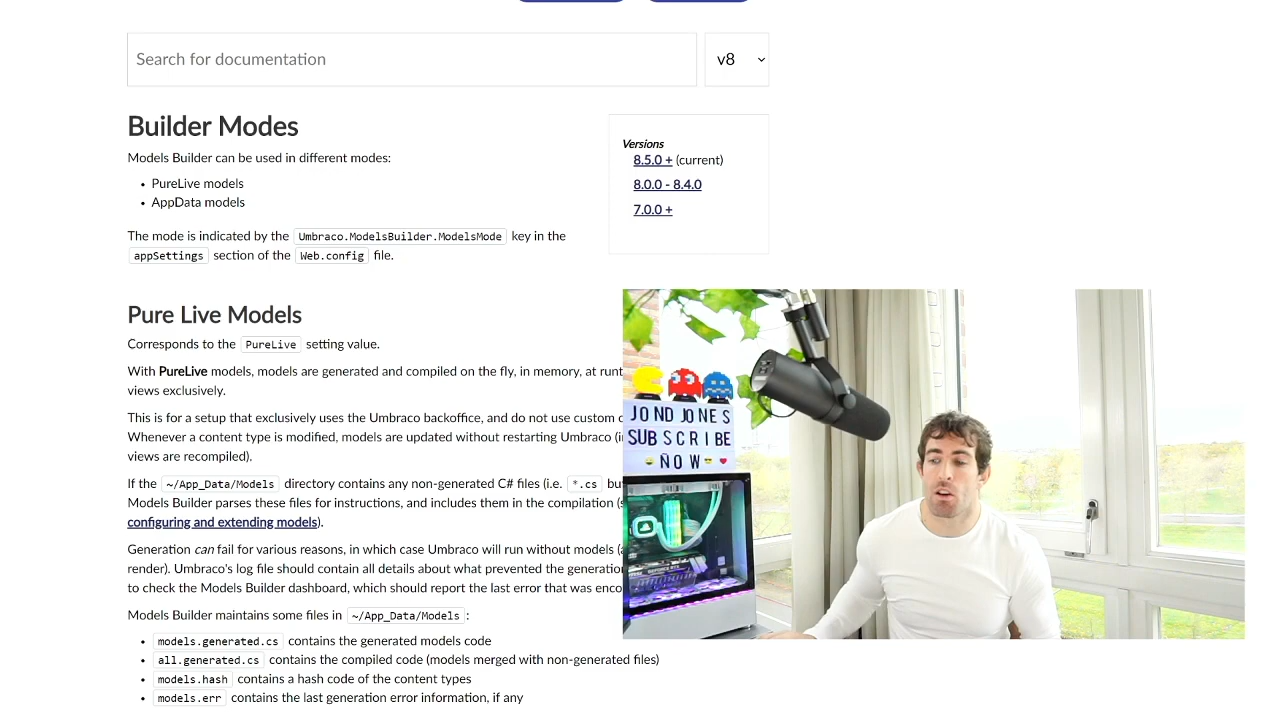 Search for documentation
v8
Builder Modes
Versions
Models Builder can be used in different modes:
8.5.0 + (current)
PureLive models
8.0.0 - 8.4.0
AppData models
7.0.0 +
The mode is indicated by the Umbraco.ModelsBuilder.ModelsMode key in the
appSettings section of the Web.config file.
Pure Live Models
Corresponds to the PureLive setting value.
With PureLive models, models are generated and compiled on the fly, in memory, at
views exclusively.
This is for a setup that exclusively uses the Umbraco backoffice, and do not use custom
Whenever a content type is modified, models are updated without restarting Umbraco
views are recompiled).
If the ~/App_Data/Models directory contains any non-generated C# files (i.e. *.cs
Models Builder parses these files for instructions, and includes them in the compilation
configuring and extending models).
Generation can fail for various reasons, in which case Umbraco will run without models
render). Umbraco's log file should contain all details about what prevented the
to check the Models Builder dashboard, which should report the last error that was
Models Builder maintains some files in ~/App_Data/Models :
models.generated.cs contains the generated models code
all.generated.cs contains the compiled code (models merged with non-generated files)
models.hash contains a hash code of the content types
models.err contains the last generation error information, if any
JOND JONES
SUBSCRIBE
NOW